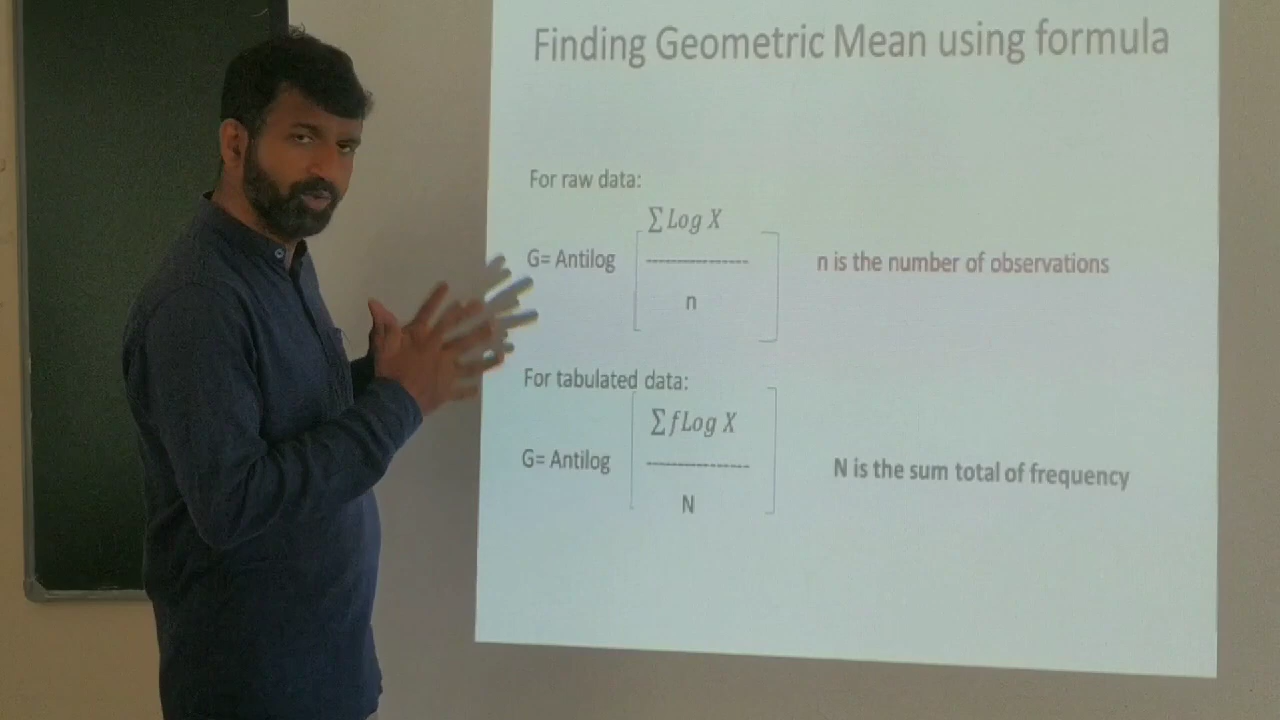 Finding Geometric Mean using formula
For raw data:
∑ Log X
G= Antilog ---------------- n is the number of observations
n
For tabulated data:
∑ fLog X
G= Antilog ---------------- N is the sum total of frequency
N